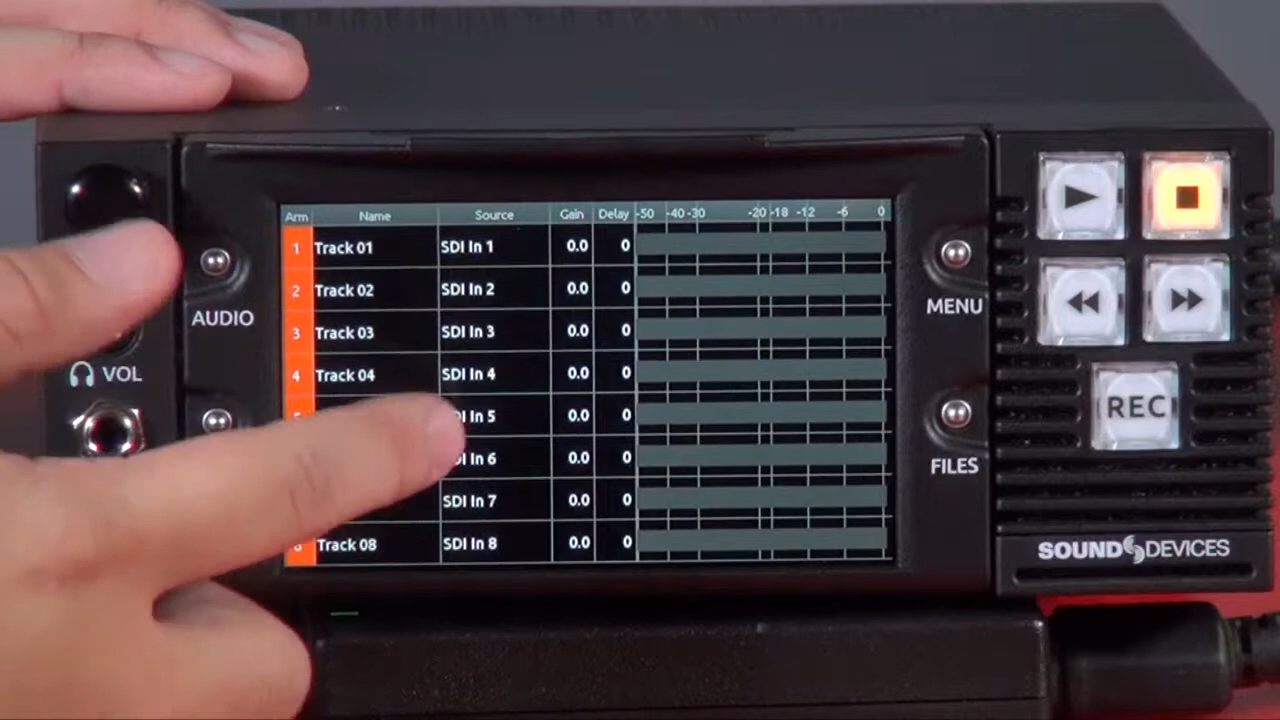 Arm Name Source Gain Delay -50 -40 -30 -20 -18 -12 -6 0
1 Track 01 SDI In 1 0.0 0
2 Track 02 SDI In 2 0.0 0
3 Track 03 SDI In 3 0.0 0
4 Track 04 SDI In 4 0.0 0
In 5 0.0 0
In 6 0.0 0
SDI In 7 0.0 0
Track 08 SDI In 8 0.0 0
AUDIO
VOL
MENU
FILES
REC
SOUND DEVICES